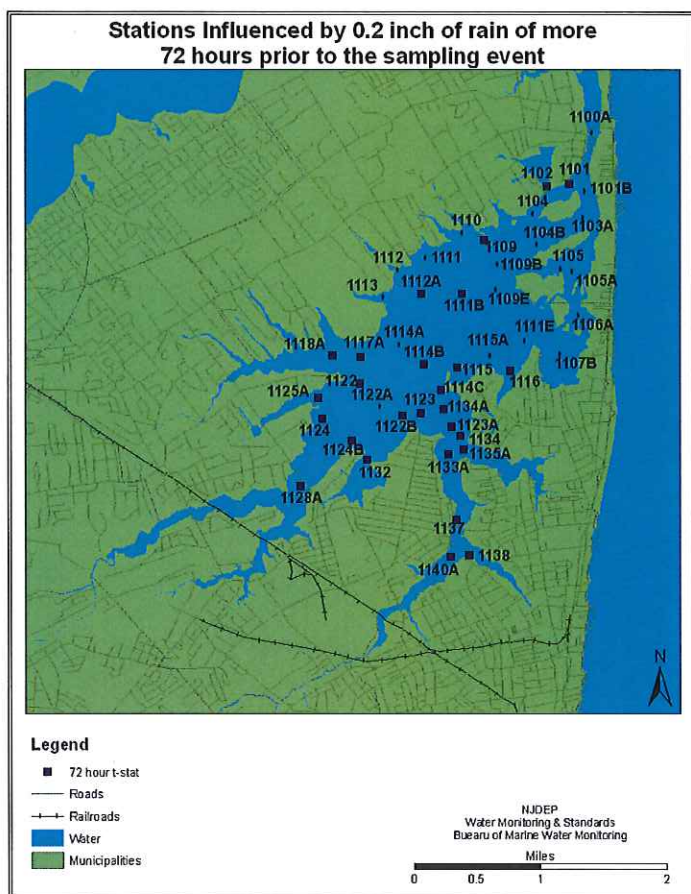 Stations Influenced by 0.2 inch of rain of more
72 hours prior to the sampling event
1100A
1102
1101
1101B
1104
1103A
1110
1109
1104B
1112
1111
1109B
1105
1113
1112A
1111B
1109E
1105A
1114A
1111E
1106A
1118A
1117A
1114B
1115A
1107B
1115
1116
1125A
1122
1122A
1123
1114C
1134A
1124
1122B
1123A
1124B
1134
1132
1133A
1135A
1128A
1137
1140A
1138
N
Legend
72 hour t-stat
Roads
Railroads
Water
Municipalities
NJDEP
Water Monitoring & Standards
Bueraru of Marine Water Monitoring
Miles
0 0.5 1 2